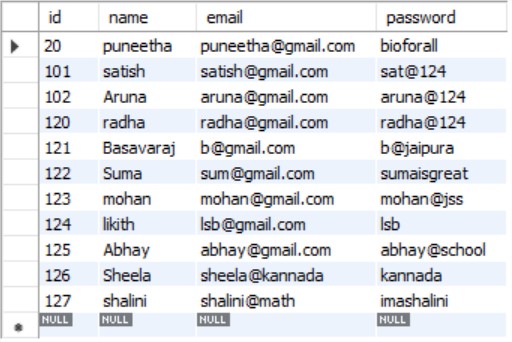 id name email password
20 puneetha puneetha@gmail.com bioforall
101 satish satish@gmail.com sat@124
102 Aruna aruna@gmail.com aruna@124
120 radha radha@gmail.com radha@124
121 Basavaraj b@gmail.com b@jaipura
122 Suma sum@gmail.com sumaisgreat
123 mohan mohan@gmail.com mohan@jss
124 likith lsb@gmail.com lsb
125 Abhay abhay@gmail.com abhay@school
126 Sheela sheela@kannada kannada
127 shalini shalini@math imashalini
NULL NULL NULL NULL